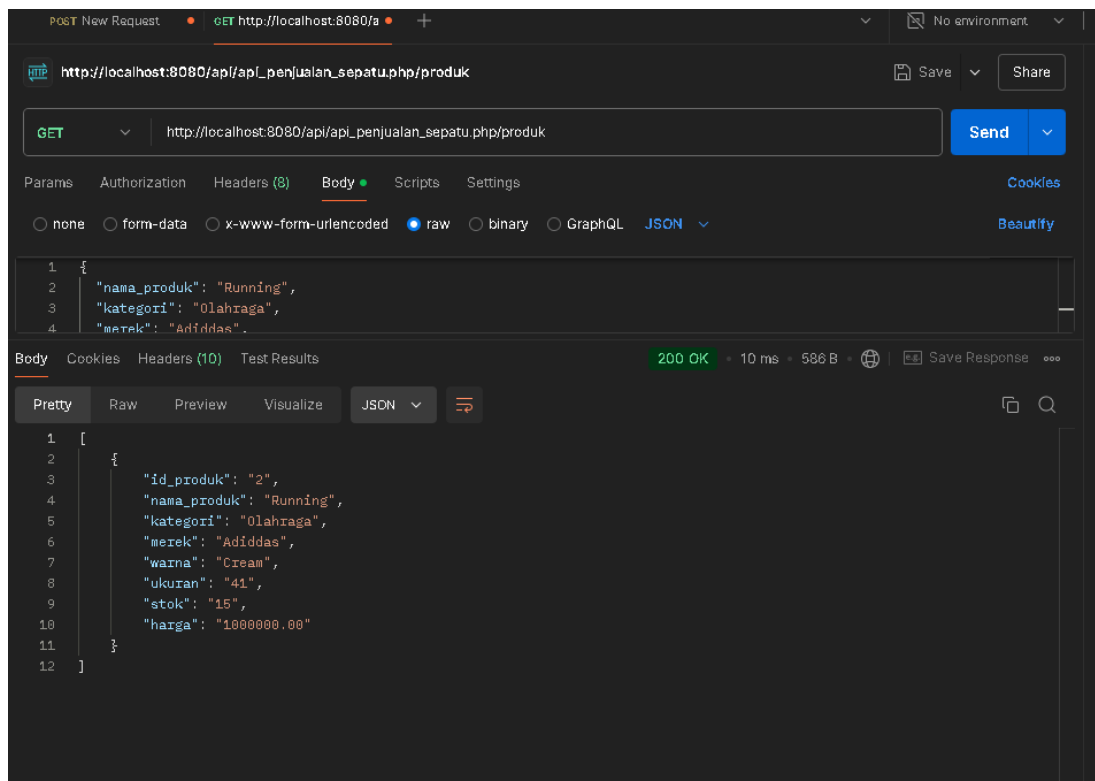 POST New Request GET http://localhost:8080/a No environment
HTTP http://localhost:8080/api/api_penjualan_sepatu.php/produk Save Share
GET http://localhost:8080/api/api_penjualan_sepatu.php/produk Send
Params Authorization Headers (8) Body Scripts Settings Cookies
none form-data x-www-form-urlencoded raw binary GraphQL JSON Beautify
1 {
2 "nama_produk": "Running",
3 "kategori": "Olahraga",
4 "merek": "Adiddas",
Body Cookies Headers (10) Test Results 200 OK 10 ms 586 B e.g. Save Response
Pretty Raw Preview Visualize JSON
1 [
2 {
3 "id_produk": "2",
4 "nama_produk": "Running",
5 "kategori": "Olahraga",
6 "merek": "Adiddas",
7 "warna": "Cream",
8 "ukuran": "41",
9 "stok": "15",
10 "harga": "1000000.00"
11 }
12 ]